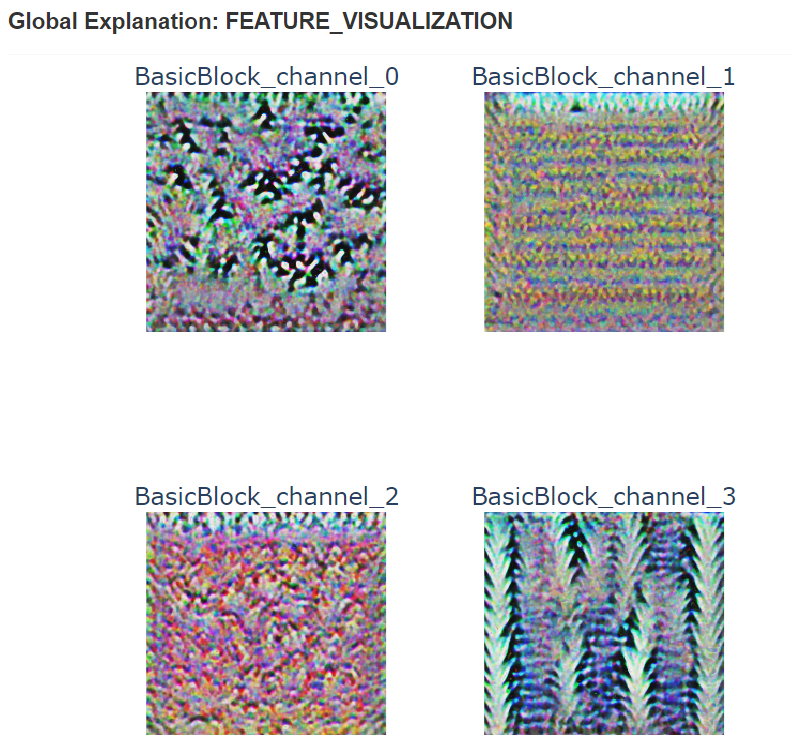 Global Explanation: FEATURE_VISUALIZATION
BasicBlock_channel_0
BasicBlock_channel_1
BasicBlock_channel_2
BasicBlock_channel_3